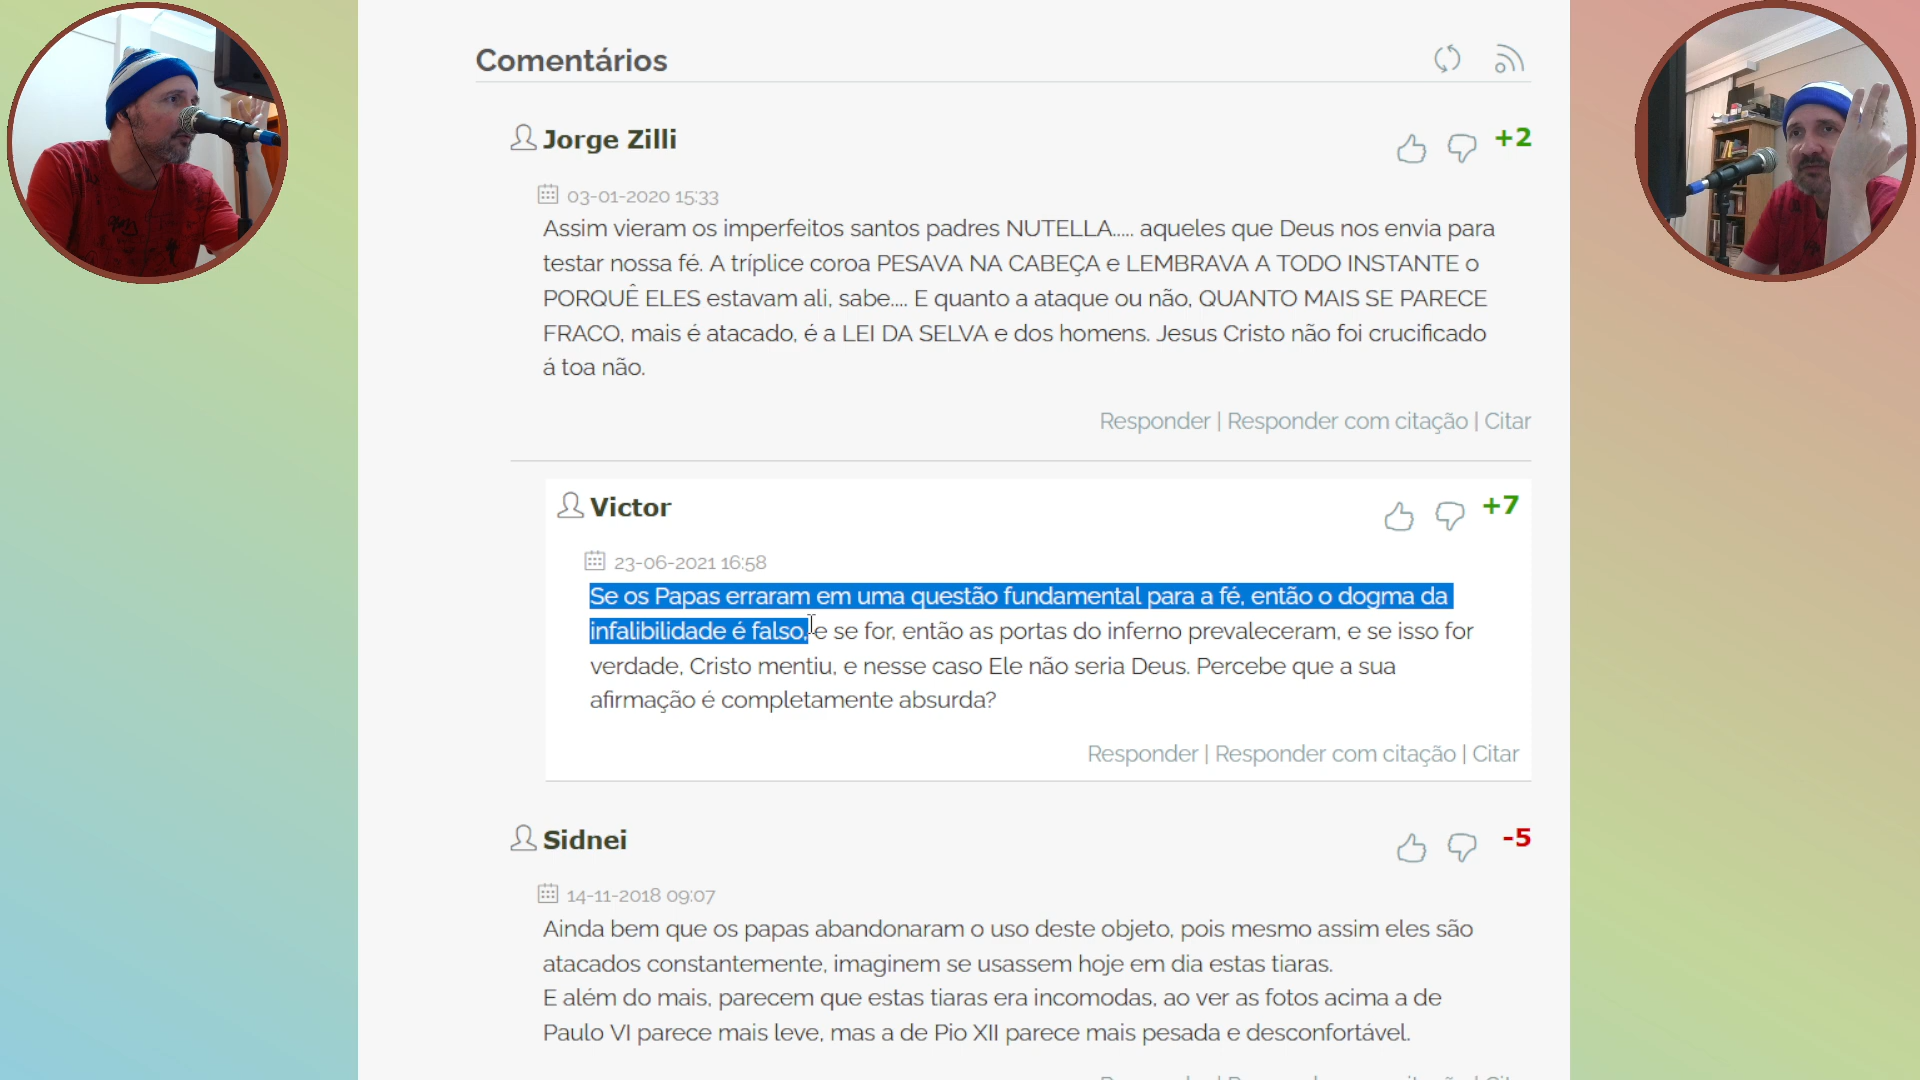 Comentários
Jorge Zilli
+2
03-01-2020 15:33
Assim vieram os imperfeitos santos padres NUTELLA..... aqueles que Deus nos envia para
testar nossa fé. A tríplice coroa PESAVA NA CABEÇA e LEMBRAVA A TODO INSTANTE o
PORQUÊ ELES estavam ali, sabe.... E quanto a ataque ou não, QUANTO MAIS SE PARECE
FRACO, mais é atacado, é a LEI DA SELVA e dos homens. Jesus Cristo não foi crucificado
á toa não.
Responder | Responder com citação | Citar
Victor
+7
23-06-2021 16:58
Se os Papas erraram em uma questão fundamental para a fé, então o dogma da
infalibilidade é falso, e se for, então as portas do inferno prevaleceram, e se isso for
verdade, Cristo mentiu, e nesse caso Ele não seria Deus. Percebe que a sua
afirmação é completamente absurda?
Responder | Responder com citação | Citar
Sidnei
-5
14-11-2018 09:07
Ainda bem que os papas abandonaram o uso deste objeto, pois mesmo assim eles são
atacados constantemente, imaginem se usassem hoje em dia estas tiaras.
E além do mais, parecem que estas tiaras era incomodas, ao ver as fotos acima a de
Paulo VI parece mais leve, mas a de Pio XII parece mais pesada e desconfortável.